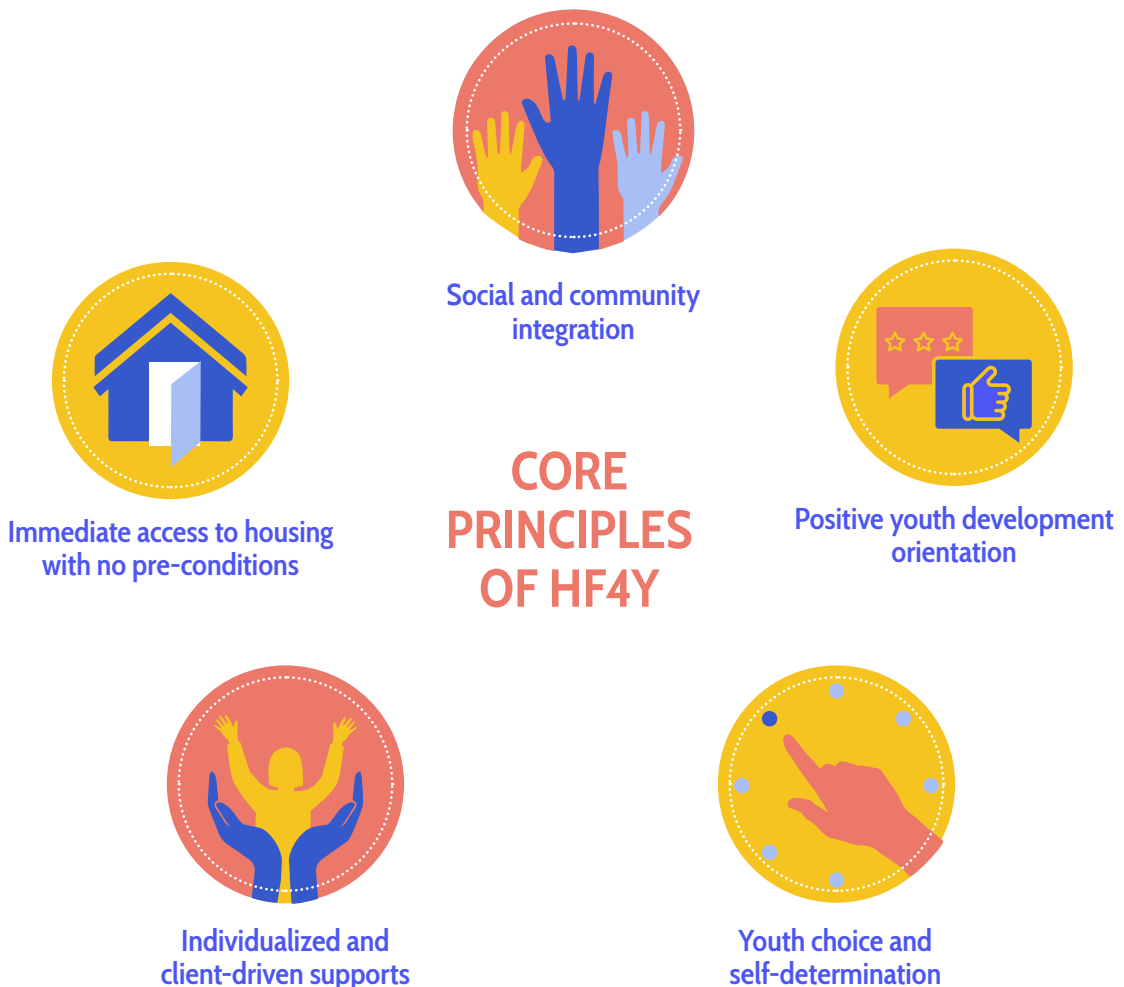 Social and community
integration
Immediate access to housing
with no pre-conditions
Positive youth development
orientation
CORE
PRINCIPLES
OF HF4Y
Individualized and
client-driven supports
Youth choice and
self-determination